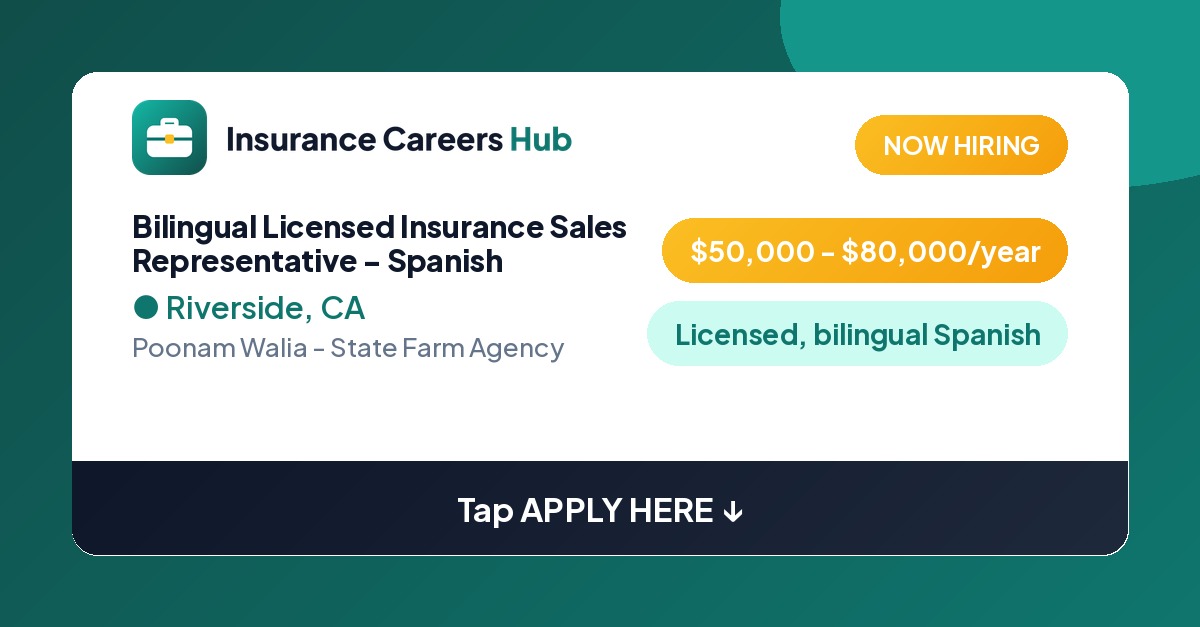 Insurance Careers Hub
NOW HIRING
Bilingual Licensed Insurance Sales
Representative – Spanish
$50,000 – $80,000/year
Riverside, CA
Licensed, bilingual Spanish
Poonam Walia – State Farm Agency
Tap APPLY HERE ↓